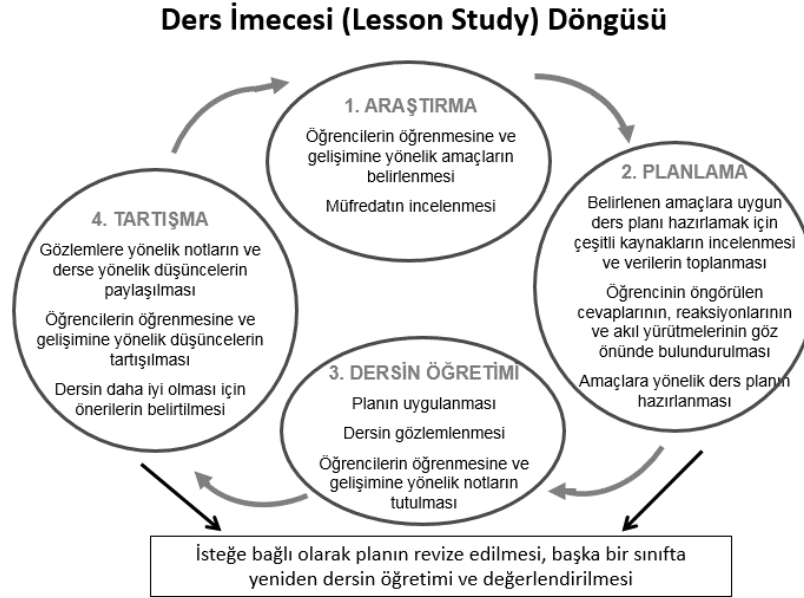 Ders İmecesi (Lesson Study) Döngüsü
1. ARAŞTIRMA
Öğrencilerin öğrenmesine ve
gelişimine yönelik amaçların
belirlenmesi
Müfredatın incelenmesi
2. PLANLAMA
Belirlenen amaçlara uygun
ders planı hazırlamak için
çeşitli kaynakların incelenmesi
ve verilerin toplanması
Öğrencinin öngörülen
cevaplarının, reaksiyonlarının
ve akıl yürütmelerinin göz
önünde bulundurulması
Amaçlara yönelik ders planın
hazırlanması
3. DERSİN ÖĞRETİMİ
Planın uygulanması
Dersin gözlemlenmesi
Öğrencilerin öğrenmesine ve
gelişimine yönelik notların
tutulması
4. TARTIŞMA
Gözlemlere yönelik notların ve
derse yönelik düşüncelerin
paylaşılması
Öğrencilerin öğrenmesine ve
gelişimine yönelik düşüncelerin
tartışılması
Dersin daha iyi olması için
önerilerin belirtilmesi
İsteğe bağlı olarak planın revize edilmesi, başka bir sınıfta
yeniden dersin öğretimi ve değerlendirilmesi